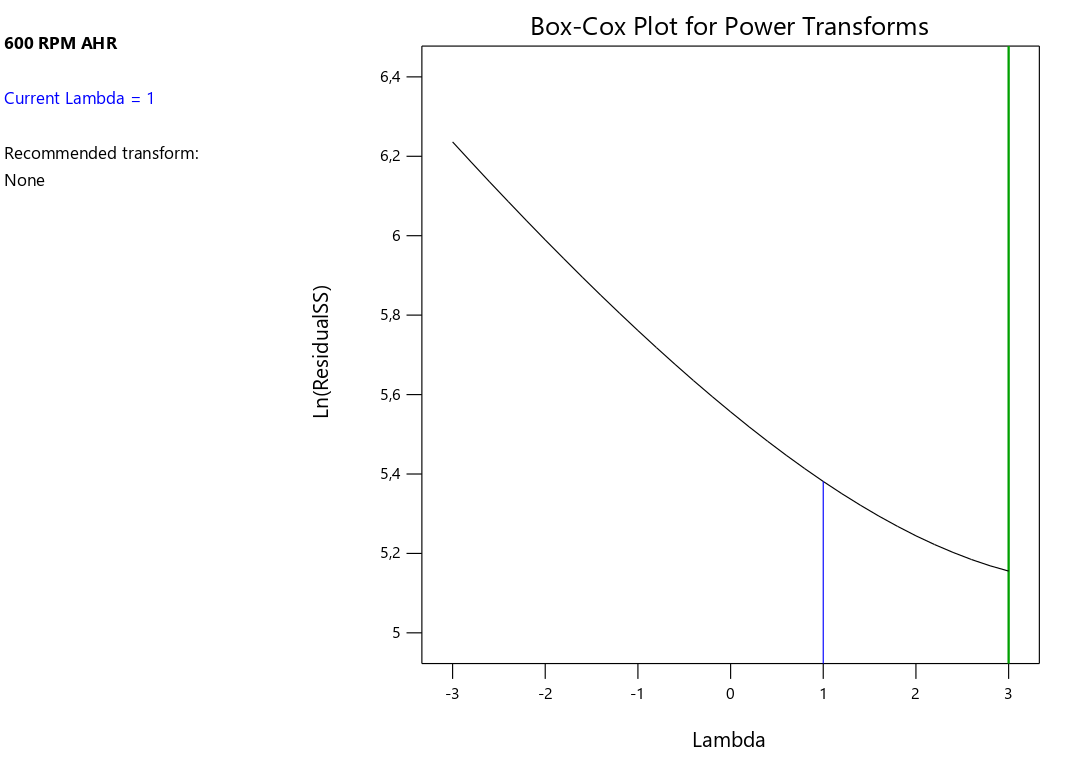 600 RPM AHR
Current Lambda = 1
Recommended transform:
None
Box-Cox Plot for Power Transforms
Ln(ResidualSS)
6,4
6,2
6
5,8
5,6
5,4
5,2
5
-3 -2 -1 0 1 2 3
Lambda